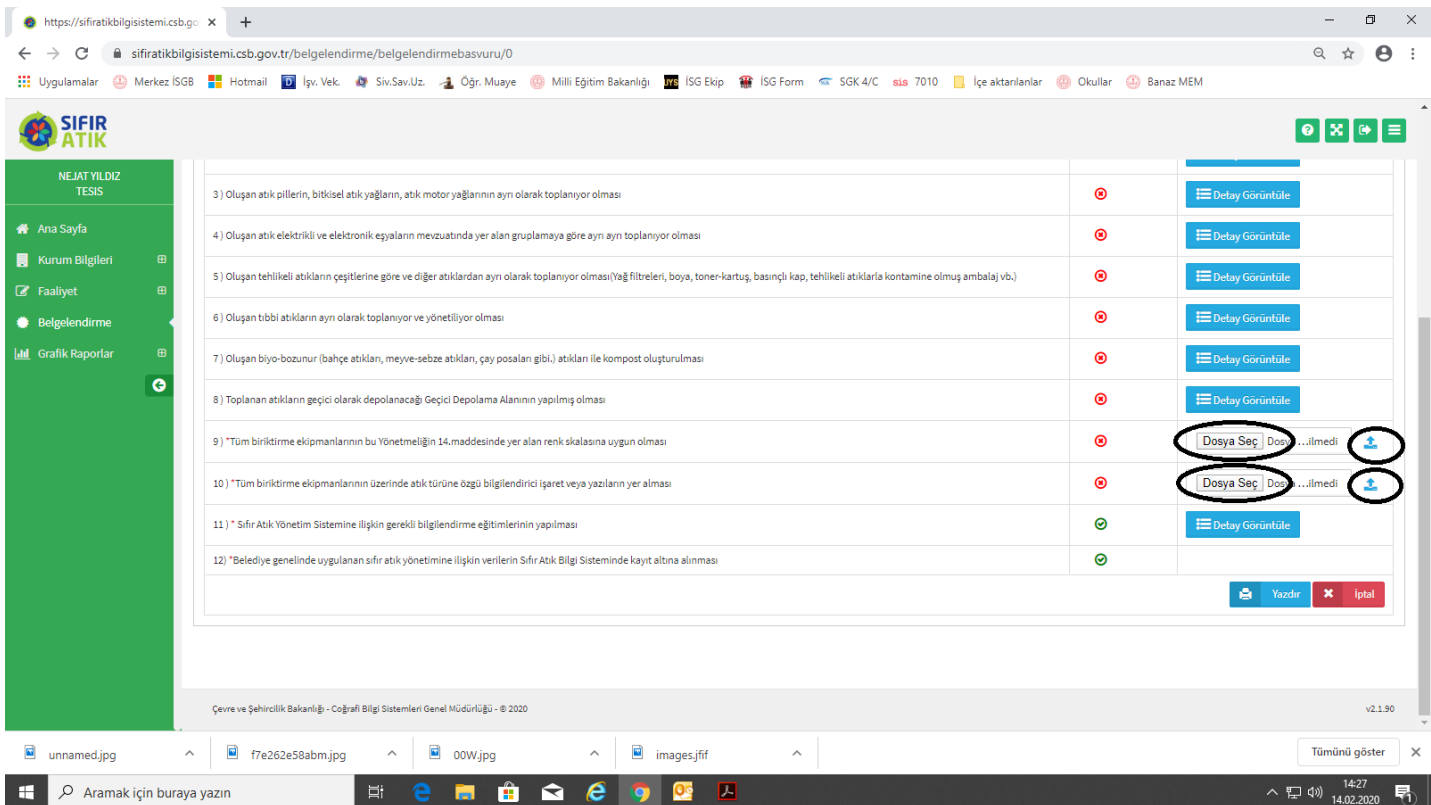 https://sifiratikbilgisistemi.csb.go
sifiratikbilgisistemi.csb.gov.tr/belgelendirme/belgelendirmebasvuru/0
Uygulamalar Merkez İSGB Hotmail İşv. Vek. Siv.Sav.Uz. Öğr. Muaye Milli Eğitim Bakanlığı UYS İSG Ekip İSG Form SGK 4/C sis 7010 İçe aktarılanlar Okullar Banaz MEM
SIFIR
ATIK
NEJAT YILDIZ
TESIS
Ana Sayfa
Kurum Bilgileri
Faaliyet
Belgelendirme
Grafik Raporlar
3 ) Oluşan atık pillerin, bitkisel atık yağların, atık motor yağlarının ayrı olarak toplanıyor olması Detay Görüntüle
4 ) Oluşan atık elektrikli ve elektronik eşyaların mevzuatında yer alan gruplamaya göre ayrı ayrı toplanıyor olması Detay Görüntüle
5 ) Oluşan tehlikeli atıkların çeşitlerine göre ve diğer atıklardan ayrı olarak toplanıyor olması(Yağ filtreleri, boya, toner-kartuş, basınçlı kap, tehlikeli atıklarla kontamine olmuş ambalaj vb.) Detay Görüntüle
6 ) Oluşan tıbbi atıkların ayrı olarak toplanıyor ve yönetiliyor olması Detay Görüntüle
7 ) Oluşan biyo-bozunur (bahçe atıkları, meyve-sebze atıkları, çay posaları gibi.) atıkları ile kompost oluşturulması Detay Görüntüle
8 ) Toplanan atıkların geçici olarak depolanacağı Geçici Depolama Alanının yapılmış olması Detay Görüntüle
9 ) *Tüm biriktirme ekipmanlarının bu Yönetmeliğin 14.maddesinde yer alan renk skalasına uygun olması Dosya Seç Dosya ...ilmedi
10 ) *Tüm biriktirme ekipmanlarının üzerinde atık türüne özgü bilgilendirici işaret veya yazıların yer alması Dosya Seç Dosya ...ilmedi
11 ) * Sıfır Atık Yönetim Sistemine ilişkin gerekli bilgilendirme eğitimlerinin yapılması Detay Görüntüle
12) *Belediye genelinde uygulanan sıfır atık yönetimine ilişkin verilerin Sıfır Atık Bilgi Sisteminde kayıt altına alınması
Yazdır İptal
Çevre ve Şehircilik Bakanlığı - Coğrafi Bilgi Sistemleri Genel Müdürlüğü - © 2020 v2.1.90
unnamed.jpg f7e262e58abm.jpg 00W.jpg images.jfif Tümünü göster
Aramak için buraya yazın
14:27
14.02.2020